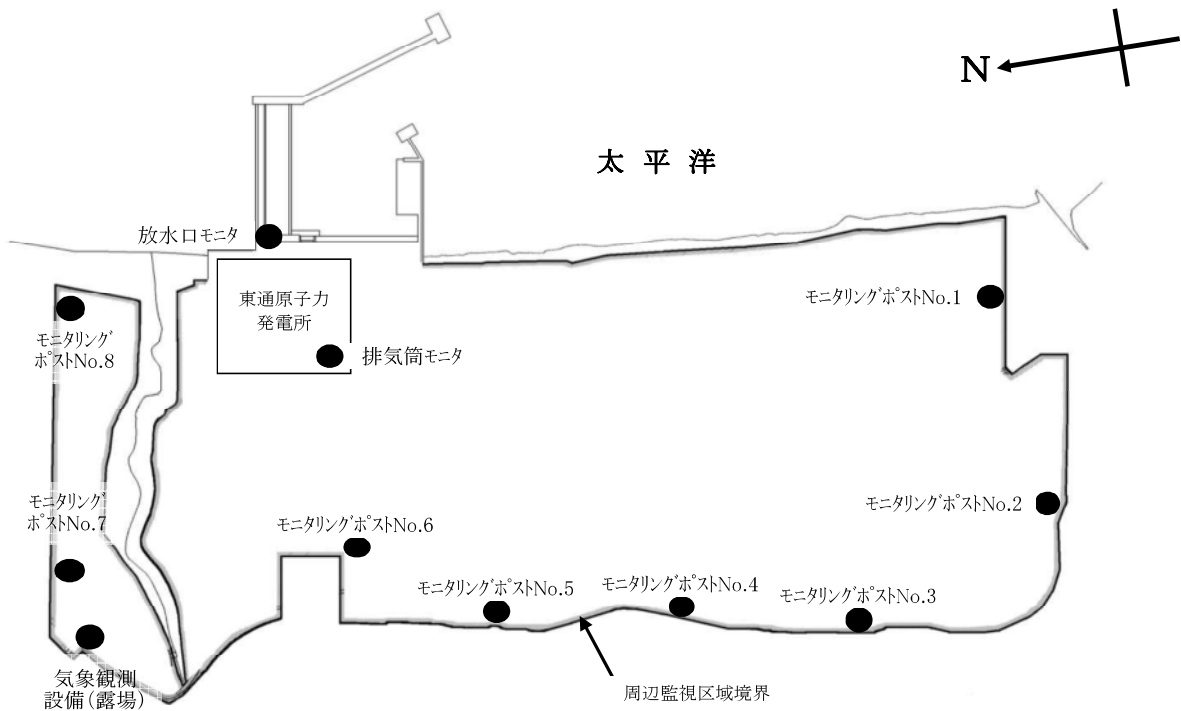 N
太平洋
放水口モニタ
東通原子力
発電所
排気筒モニタ
モニタリングポストNo.1
モニタリング
ポストNo.8
モニタリングポストNo.2
モニタリング
ポストNo.7
モニタリングポストNo.6
モニタリングポストNo.5
モニタリングポストNo.4
モニタリングポストNo.3
気象観測
設備(露場)
周辺監視区域境界